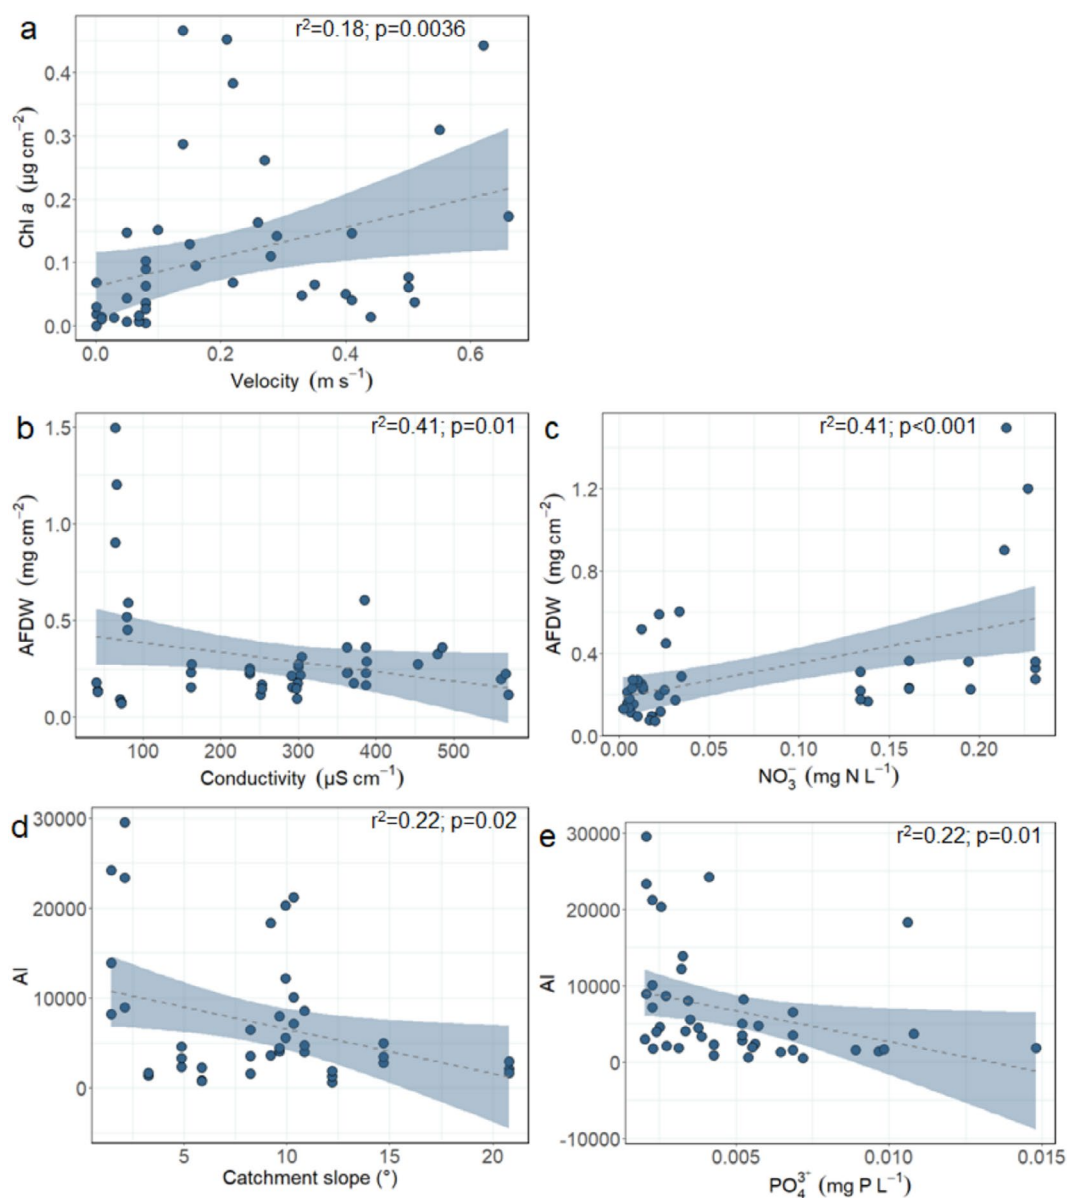 a
r²=0.18; p=0.0036
Chl a (µg cm⁻²)
0.4
0.3
0.2
0.1
0.0
0.0 0.2 0.4 0.6
Velocity (m s⁻¹)
b
r²=0.41; p=0.01
AFDW (mg cm⁻²)
1.5
1.0
0.5
0.0
100 200 300 400 500
Conductivity (µS cm⁻¹)
c
r²=0.41; p<0.001
AFDW (mg cm⁻²)
1.2
0.8
0.4
0.0
0.00 0.05 0.10 0.15 0.20
NO₃⁻ (mg N L⁻¹)
d
r²=0.22; p=0.02
AI
30000
20000
10000
0
5 10 15 20
Catchment slope (°)
e
r²=0.22; p=0.01
AI
30000
20000
10000
0
-10000
0.005 0.010 0.015
PO₄³⁻ (mg P L⁻¹)